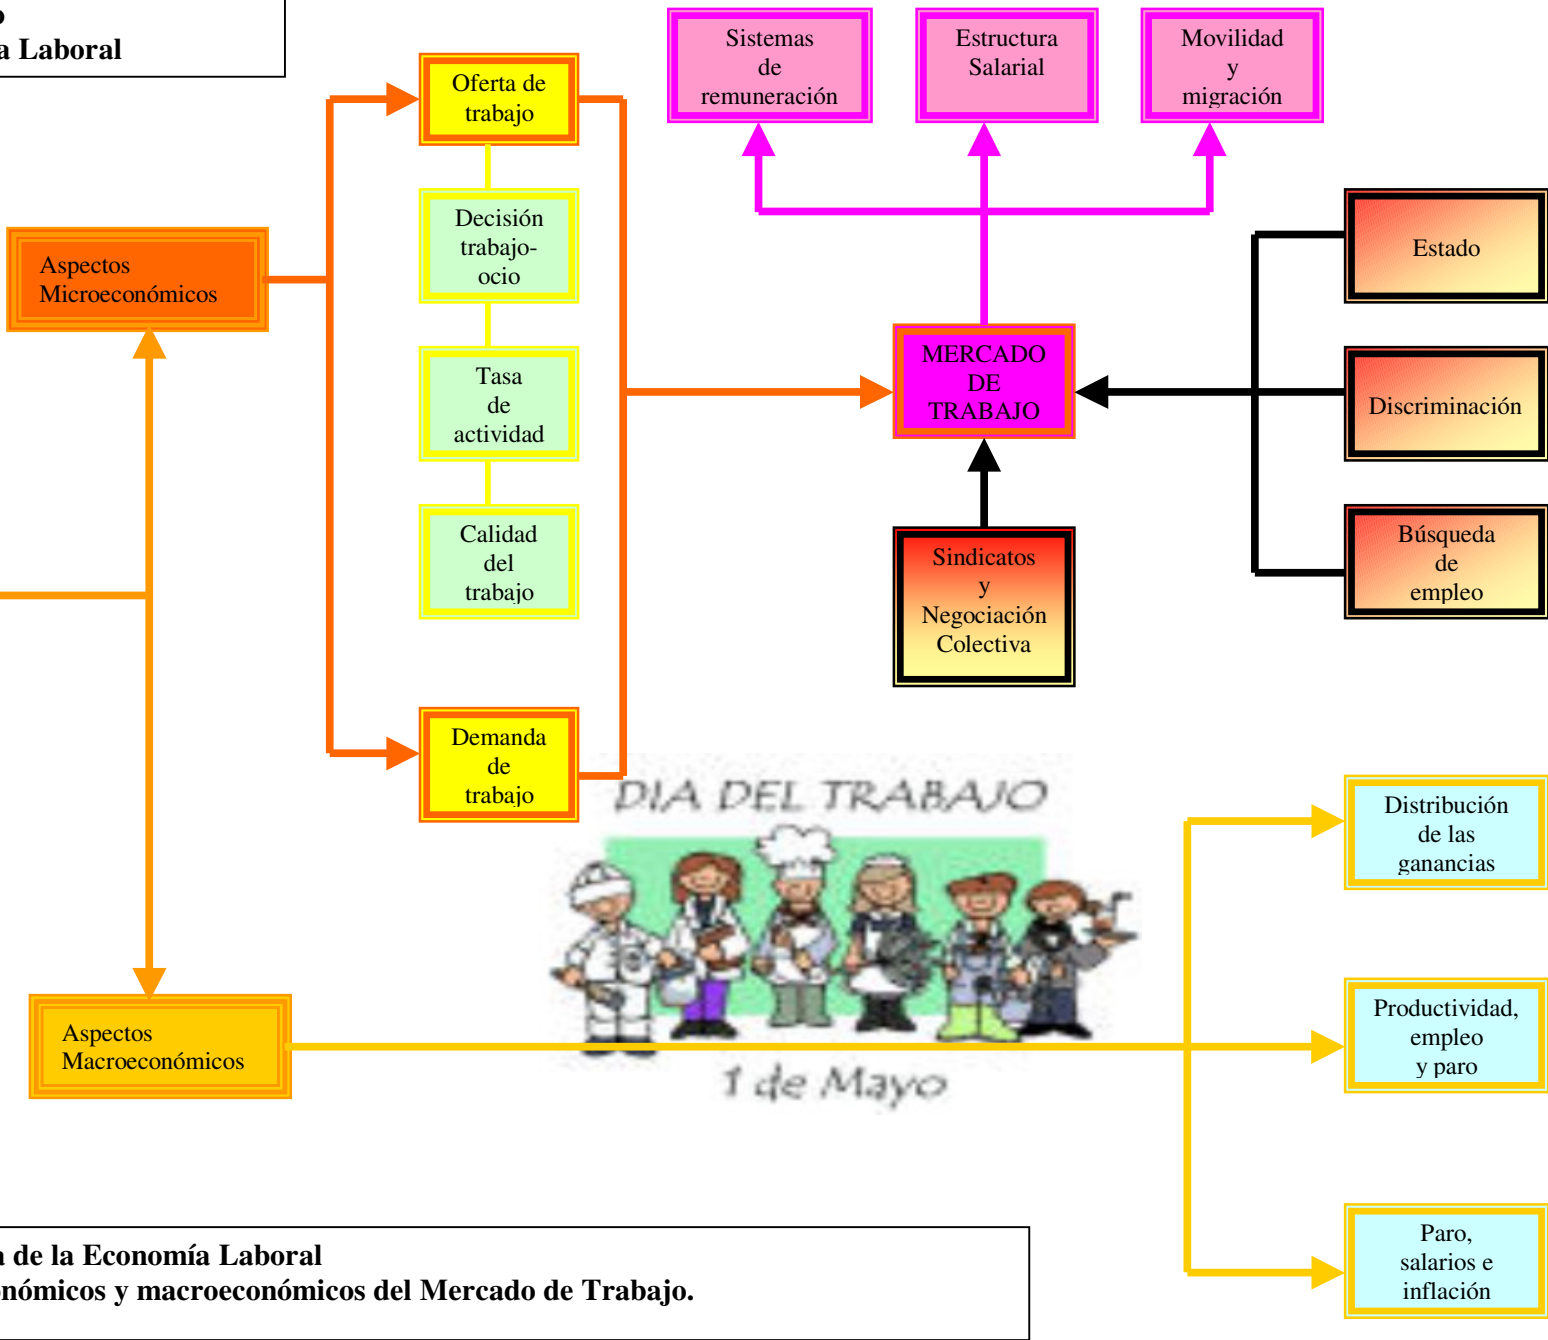 a Laboral
Oferta de
trabajo
Sistemas
de
remuneración
Estructura
Salarial
Movilidad
y
migración
Decisión
trabajo-
ocio
Aspectos
Microeconómicos
Estado
Tasa
de
actividad
MERCADO
DE
TRABAJO
Discriminación
Calidad
del
trabajo
Sindicatos
y
Negociación
Colectiva
Búsqueda
de
empleo
Demanda
de
trabajo
DIA DEL TRABAJO
1 de Mayo
Distribución
de las
ganancias
Aspectos
Macroeconómicos
Productividad,
empleo
y paro
Paro,
salarios e
inflación
a de la Economía Laboral
onómicos y macroeconómicos del Mercado de Trabajo.